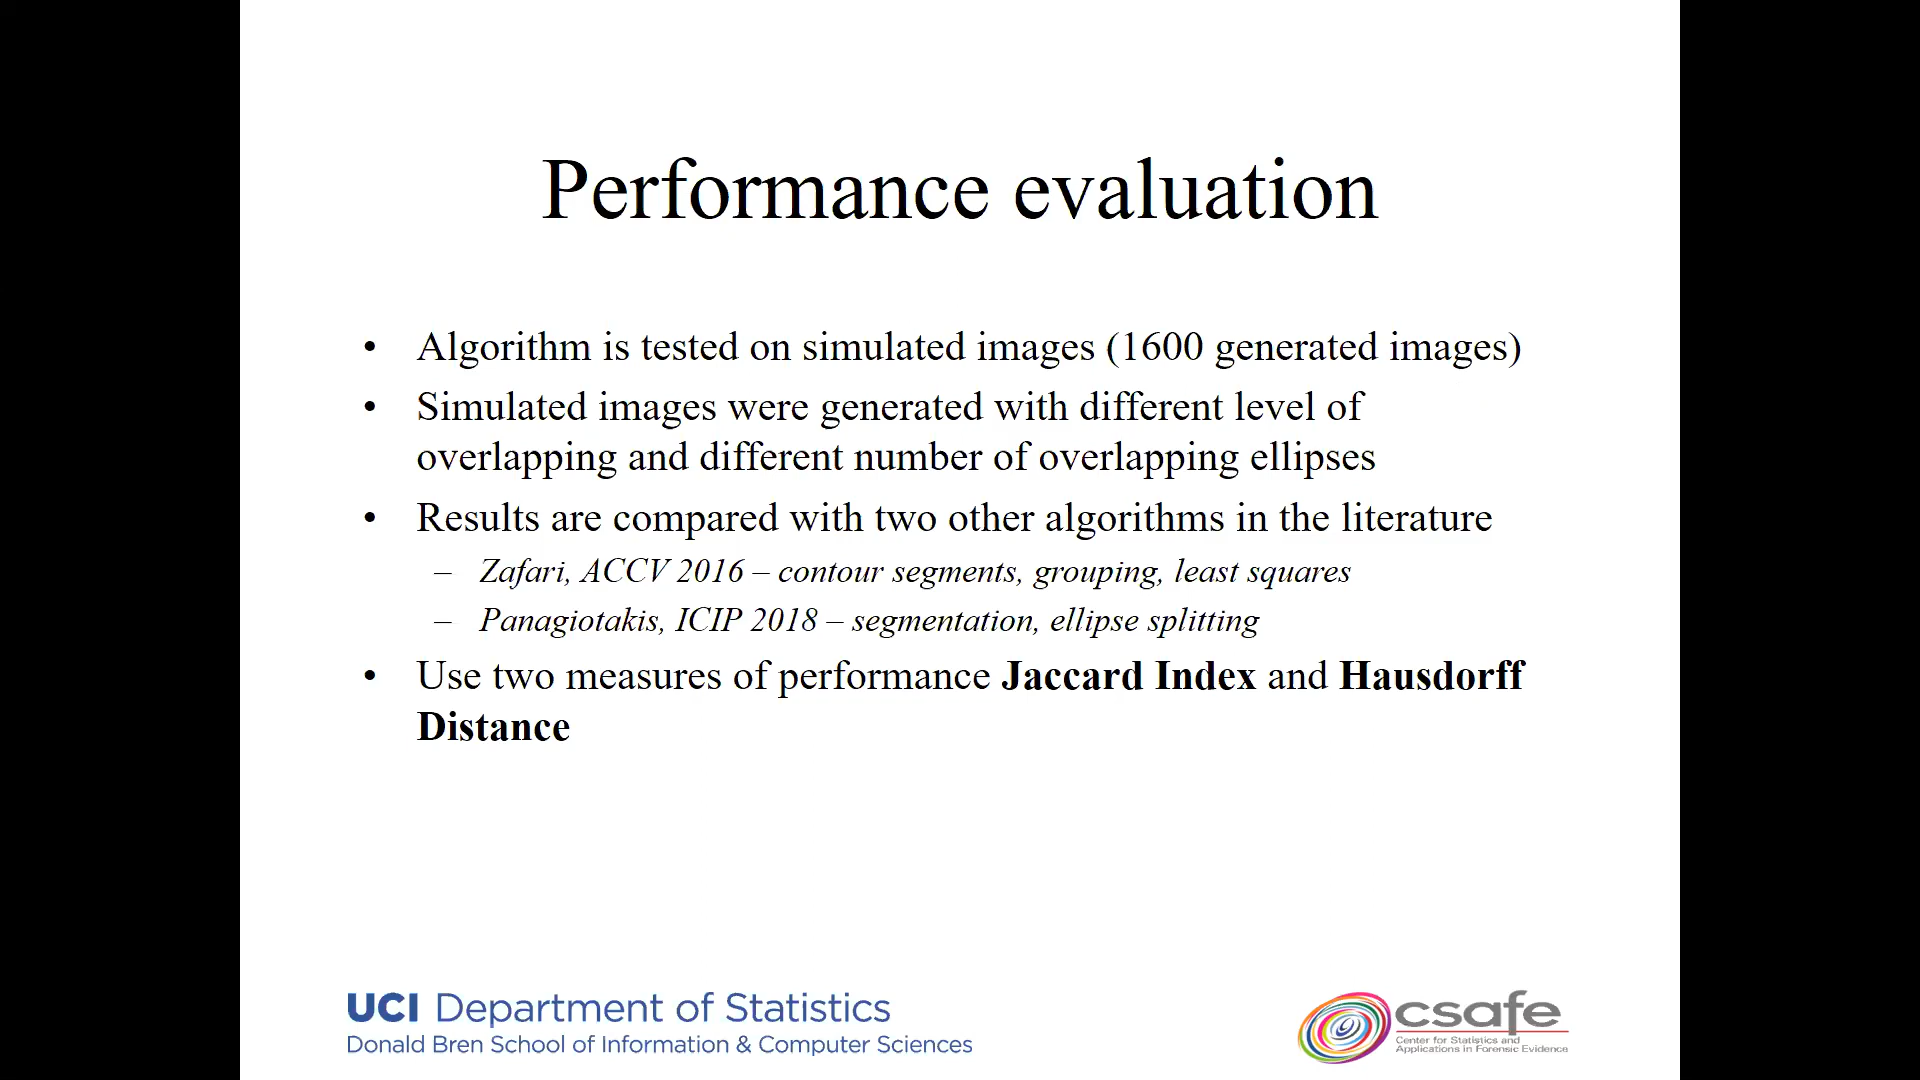 Performance evaluation
• Algorithm is tested on simulated images (1600 generated images)
• Simulated images were generated with different level of
overlapping and different number of overlapping ellipses
• Results are compared with two other algorithms in the literature
– Zafari, ACCV 2016 – contour segments, grouping, least squares
– Panagiotakis, ICIP 2018 – segmentation, ellipse splitting
• Use two measures of performance Jaccard Index and Hausdorff
Distance
UCI Department of Statistics
Donald Bren School of Information & Computer Sciences
csafe
Center for Statistics and
Applications in Forensic Evidence